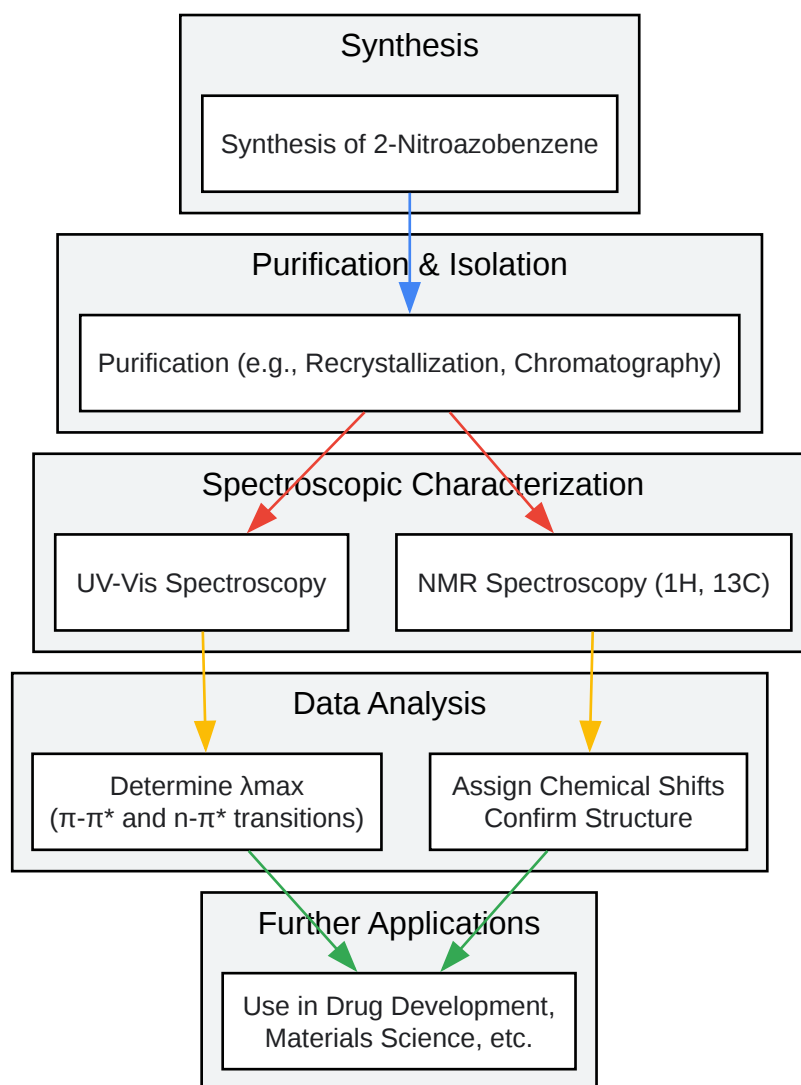 Synthesis
Synthesis of 2-Nitroazobenzene
Purification & Isolation
Purification (e.g., Recrystallization, Chromatography)
Spectroscopic Characterization
UV-Vis Spectroscopy
NMR Spectroscopy (1H, 13C)
Data Analysis
Determine λmax
(π-π* and n-π* transitions)
Assign Chemical Shifts
Confirm Structure
Further Applications
Use in Drug Development,
Materials Science, etc.